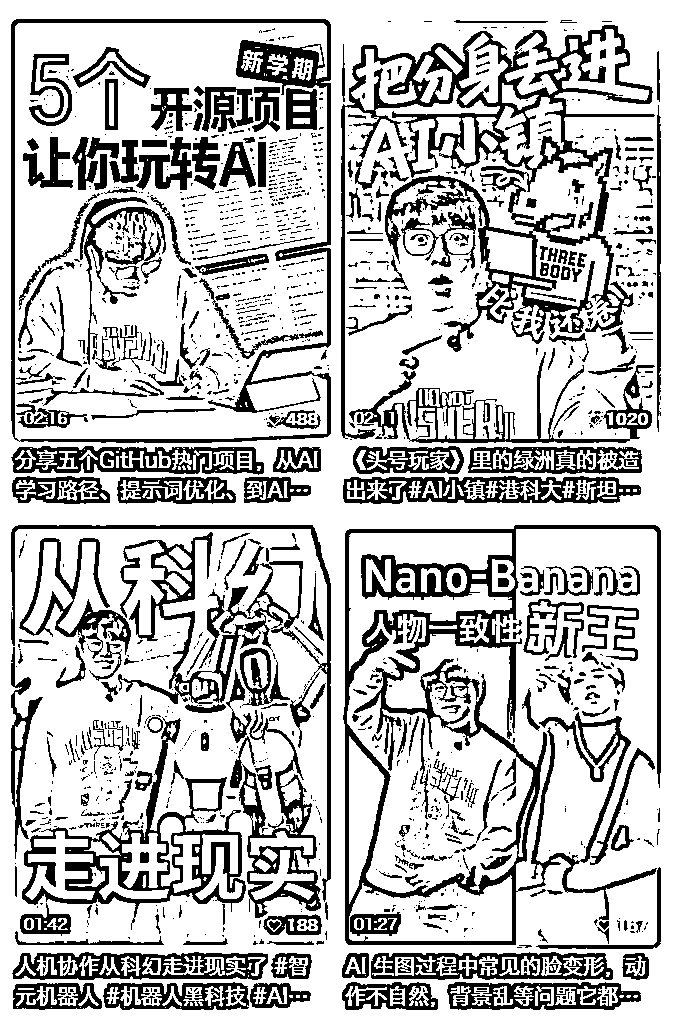 新学期
5个开源项目
让你玩转AI
02:16
488
分享五个GitHub热门项目，从AI
学习路径、提示词优化、到AI…
把分身丢进
AI小镇
THREE
BODY
比我还卷
DO NOT
ANSWER!!!
02:11
1020
《头号玩家》里的绿洲真的被造
出来了#AI小镇#港科大#斯坦…
从科幻
走进现实
01:42
188
人机协作从科幻走进现实了 #智
元机器人 #机器人黑科技 #AI…
Nano-Banana
人物一致性新王
01:27
187
AI 生图过程中常见的脸变形，动
作不自然，背景乱等问题它都…